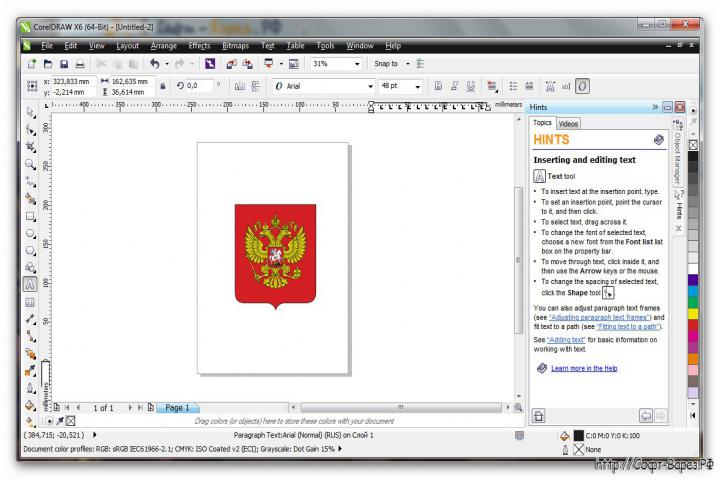 CorelDRAW X6 (64-Bit) - [Untitled-2]
File Edit View Layout Arrange Effects Bitmaps Text Table Tools Window Help
31% Snap to
x: 323,833 mm 162,635 mm 0,0 ° O Arial 48 pt
y: -2,214 mm 36,614 mm
400 350 300 250 200 150 100 50 millimeters
Hints
Topics Videos
HINTS
Inserting and editing text
Text tool
• To insert text at the insertion point, type.
• To set an insertion point, point the cursor
to it, and then click.
• To select text, drag across it.
• To change the font of selected text,
choose a new font from the Font list list
box on the property bar.
• To move through text, click inside it, and
then use the Arrow keys or the mouse.
• To change the spacing of selected text,
click the Shape tool
You can also adjust paragraph text frames
(see "Adjusting paragraph text frames") and
fit text to a path (see "Fitting text to a path").
See "Adding text" for basic information on
working with text.
Learn more in the Help
Object Manager
Hints
300
250
200
150
100
50
millimeters
1 of 1 Page 1
Drag colors (or objects) here to store these colors with your document
( 384,715; -20,521 ) Paragraph Text:Arial (Normal) (RUS) on Слой 1 C:0 M:0 Y:0 K:100
Document color profiles: RGB: sRGB IEC61966-2.1; CMYK: ISO Coated v2 (ECI); Grayscale: Dot Gain 15% None
http://Софт-Варез.РФ